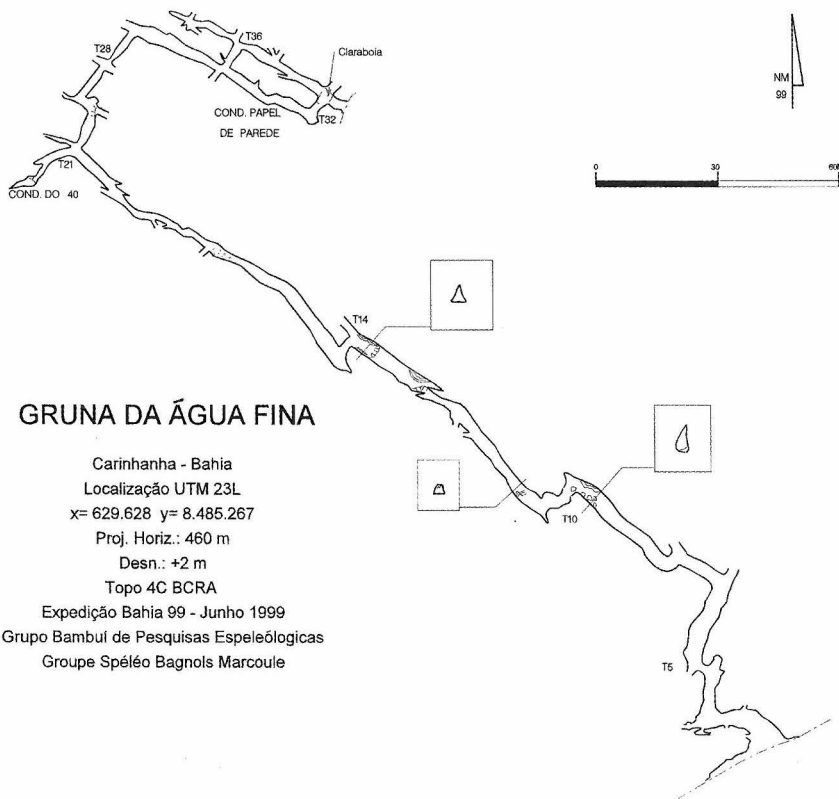 T28
T36
Claraboia
NM
99
COND. PAPEL
DE PAREDE
T32
T21
COND. DO 40
0 30 60
T14
GRUNA DA ÁGUA FINA
Carinhanha - Bahia
Localização UTM 23L
x= 629.628 y= 8.485.267
Proj. Horiz.: 460 m
Desn.: +2 m
Topo 4C BCRA
Expedição Bahia 99 - Junho 1999
Grupo Bambuí de Pesquisas Espeleólogicas
Groupe Spéléo Bagnols Marcoule
T10
T5